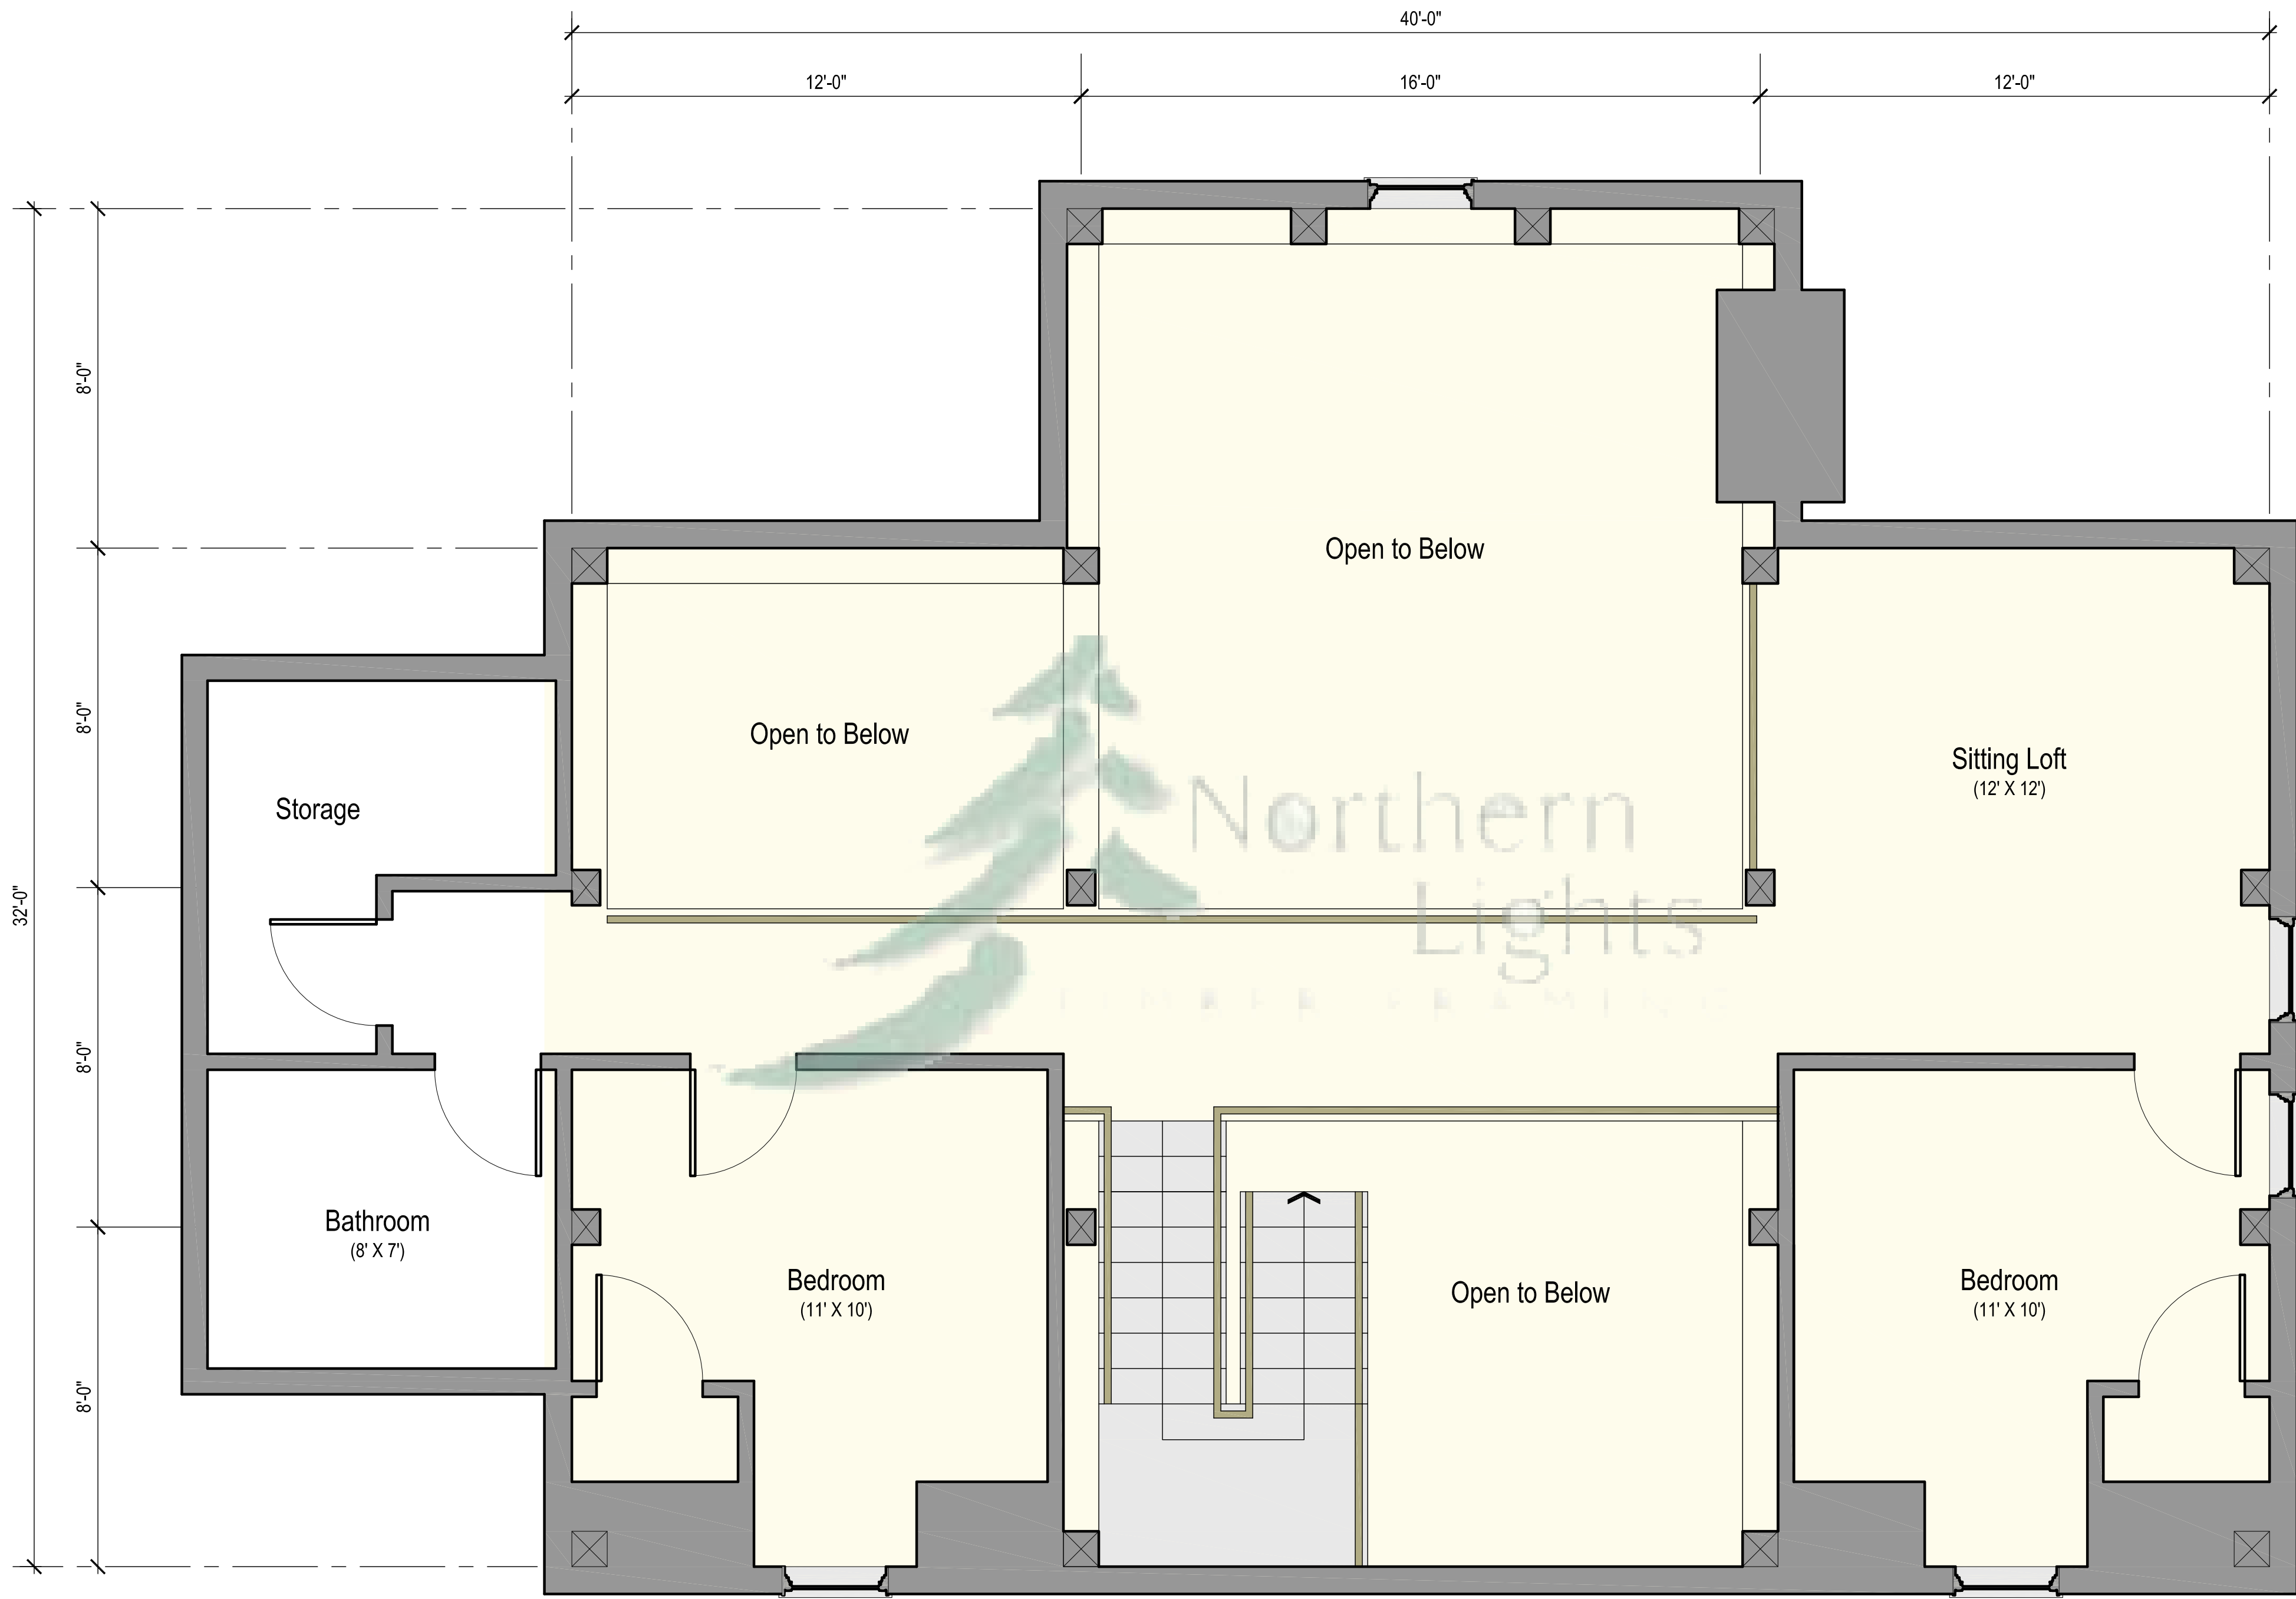 40'-0"
12'-0"
16'-0"
12'-0"
8'-0"
Open to Below
8'-0"
Open to Below
Sitting Loft
(12' X 12')
Northern
Storage
32'-0"
Lights
8'-0"
Bathroom
(8' X 7')
Bedroom
(11' X 10')
Open to Below
Bedroom
(11' X 10')
8'-0"